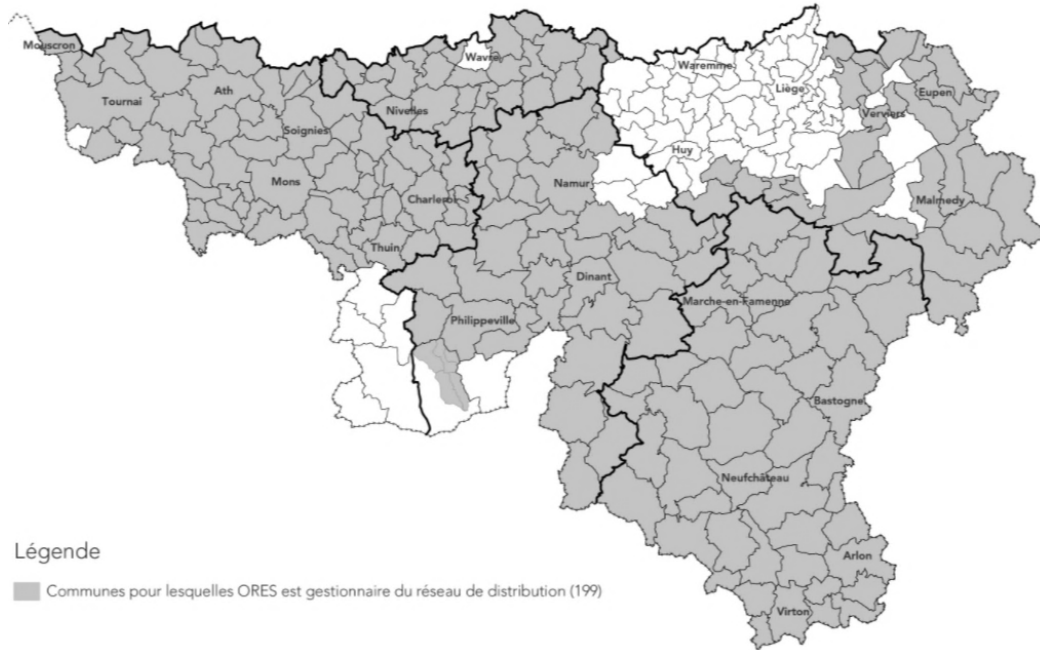 Mouscron
Wavre
Waremme
Tournai
Ath
Liège
Eupen
Nivelles
Verviers
Soignies
Huy
Mons
Namur
Charleroi
Malmedy
Thuin
Dinant
Marche-en-Famenne
Philippeville
Bastogne
Neufchâteau
Arlon
Virton
Légende
Communes pour lesquelles ORES est gestionnaire du réseau de distribution (199)